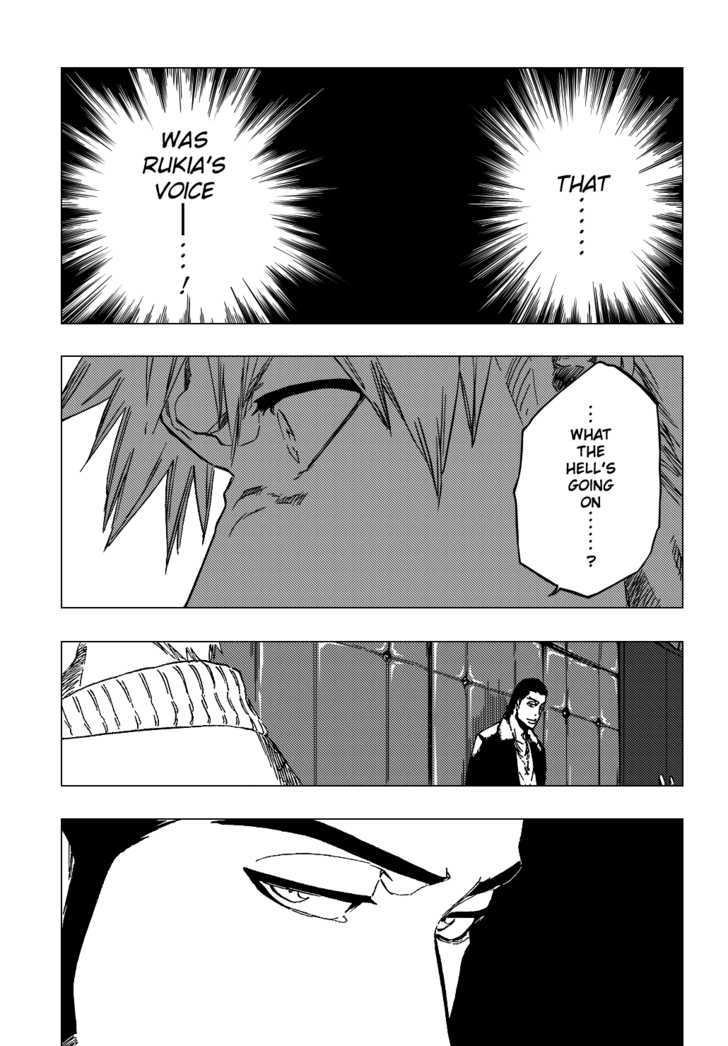 THAT
......
WAS
RUKIA'S
VOICE
—
...
!
...
WHAT
THE
HELL'S
GOING
ON
......
?